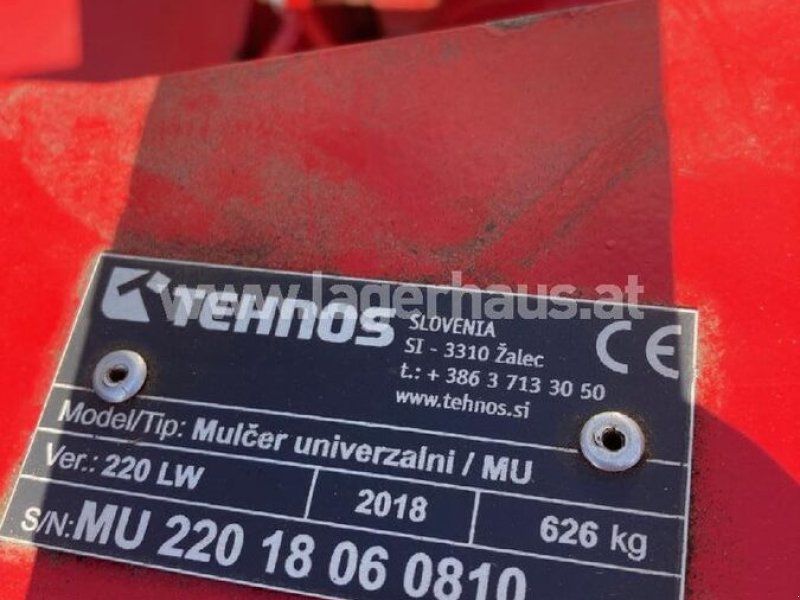 www.lagerhaus.at
TEHNOS
SLOVENIA
SI - 3310 Žalec
t.: + 386 3 713 30 50
www.tehnos.si
CE
Model/Tip: Mulčer univerzalni / MU
Ver.: 220 LW 2018 626 kg
S/N: MU 220 18 06 0810